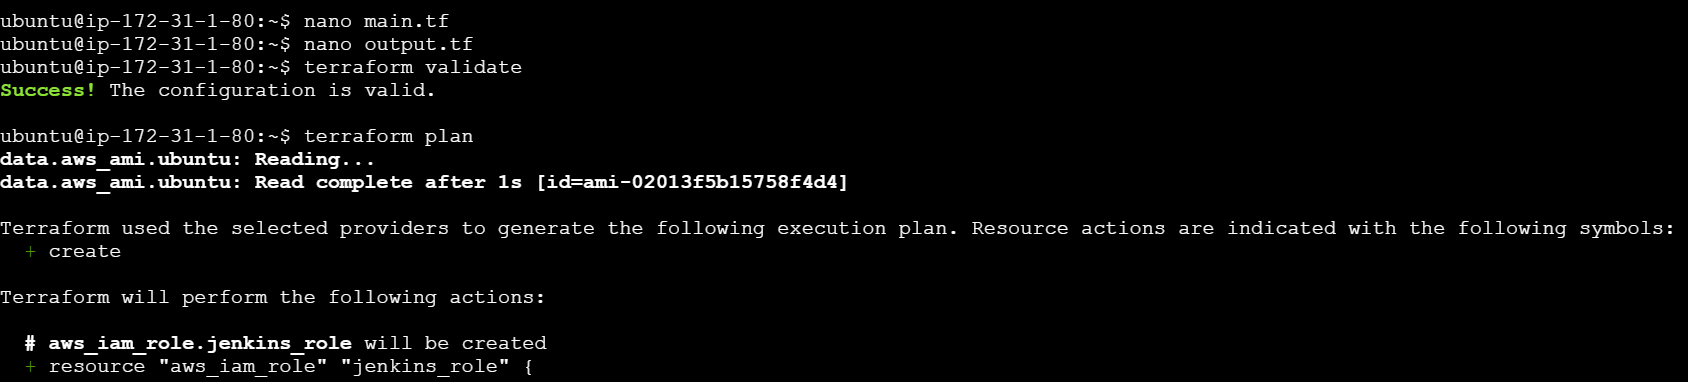 ubuntu@ip-172-31-1-80:~$ nano main.tf
ubuntu@ip-172-31-1-80:~$ nano output.tf
ubuntu@ip-172-31-1-80:~$ terraform validate
Success! The configuration is valid.
ubuntu@ip-172-31-1-80:~$ terraform plan
data.aws_ami.ubuntu: Reading...
data.aws_ami.ubuntu: Read complete after 1s [id=ami-02013f5b15758f4d4]
Terraform used the selected providers to generate the following execution plan. Resource actions are indicated with the following symbols:
  + create
Terraform will perform the following actions:
  # aws_iam_role.jenkins_role will be created
  + resource "aws_iam_role" "jenkins_role" {